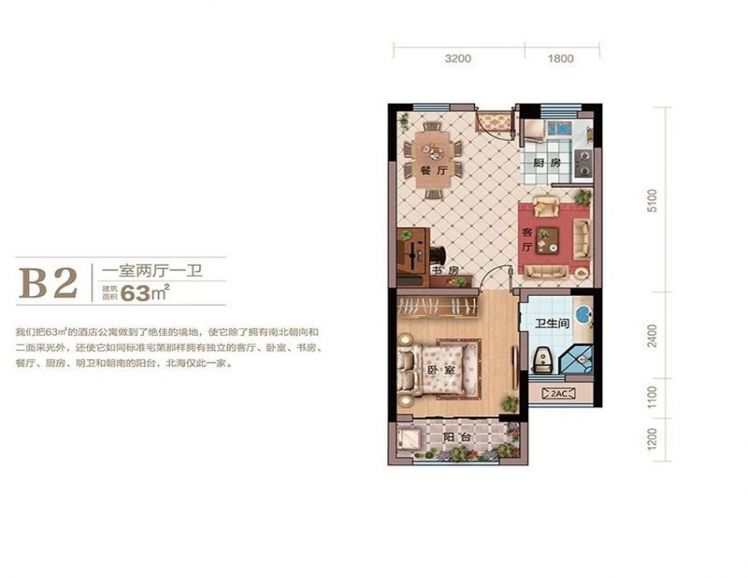 3200 1800
餐厅
厨房
客厅
书房
卫生间
卧室
2AC
阳台
5100
2400
1100
1200
B2
一室两厅一卫
建筑面积 63m²
我们把63㎡的酒店公寓做到了绝佳的境地，使它除了拥有南北朝向和
二面采光外，还使它如同标准宅第那样拥有独立的客厅、卧室、书房、
餐厅、厨房、明卫和朝南的阳台，北海仅此一家。